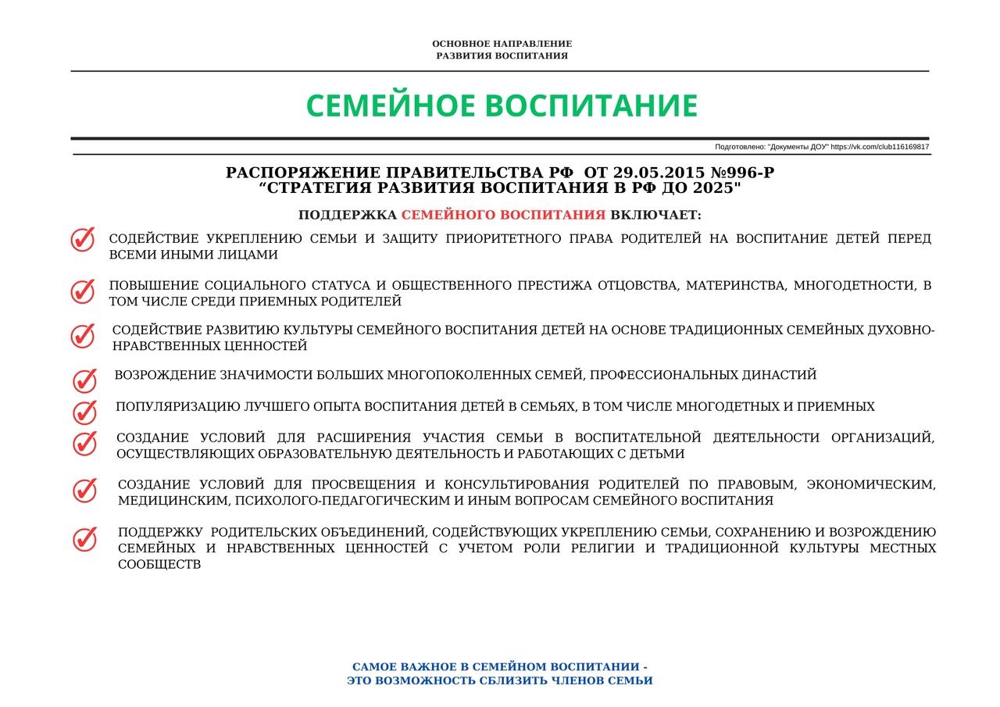 ОСНОВНОЕ НАПРАВЛЕНИЕ
РАЗВИТИЯ ВОСПИТАНИЯ
СЕМЕЙНОЕ ВОСПИТАНИЕ
Подготовлено: "Документы ДОУ" https://vk.com/club116169817
РАСПОРЯЖЕНИЕ ПРАВИТЕЛЬСТВА РФ ОТ 29.05.2015 №996-Р
“СТРАТЕГИЯ РАЗВИТИЯ ВОСПИТАНИЯ В РФ ДО 2025"
ПОДДЕРЖКА СЕМЕЙНОГО ВОСПИТАНИЯ ВКЛЮЧАЕТ:
СОДЕЙСТВИЕ УКРЕПЛЕНИЮ СЕМЬИ И ЗАЩИТУ ПРИОРИТЕТНОГО ПРАВА РОДИТЕЛЕЙ НА ВОСПИТАНИЕ ДЕТЕЙ ПЕРЕД
ВСЕМИ ИНЫМИ ЛИЦАМИ
ПОВЫШЕНИЕ СОЦИАЛЬНОГО СТАТУСА И ОБЩЕСТВЕННОГО ПРЕСТИЖА ОТЦОВСТВА, МАТЕРИНСТВА, МНОГОДЕТНОСТИ, В
ТОМ ЧИСЛЕ СРЕДИ ПРИЕМНЫХ РОДИТЕЛЕЙ
СОДЕЙСТВИЕ РАЗВИТИЮ КУЛЬТУРЫ СЕМЕЙНОГО ВОСПИТАНИЯ ДЕТЕЙ НА ОСНОВЕ ТРАДИЦИОННЫХ СЕМЕЙНЫХ ДУХОВНО-
НРАВСТВЕННЫХ ЦЕННОСТЕЙ
ВОЗРОЖДЕНИЕ ЗНАЧИМОСТИ БОЛЬШИХ МНОГОПОКОЛЕННЫХ СЕМЕЙ, ПРОФЕССИОНАЛЬНЫХ ДИНАСТИЙ
ПОПУЛЯРИЗАЦИЮ ЛУЧШЕГО ОПЫТА ВОСПИТАНИЯ ДЕТЕЙ В СЕМЬЯХ, В ТОМ ЧИСЛЕ МНОГОДЕТНЫХ И ПРИЕМНЫХ
СОЗДАНИЕ УСЛОВИЙ ДЛЯ РАСШИРЕНИЯ УЧАСТИЯ СЕМЬИ В ВОСПИТАТЕЛЬНОЙ ДЕЯТЕЛЬНОСТИ ОРГАНИЗАЦИЙ,
ОСУЩЕСТВЛЯЮЩИХ ОБРАЗОВАТЕЛЬНУЮ ДЕЯТЕЛЬНОСТЬ И РАБОТАЮЩИХ С ДЕТЬМИ
СОЗДАНИЕ УСЛОВИЙ ДЛЯ ПРОСВЕЩЕНИЯ И КОНСУЛЬТИРОВАНИЯ РОДИТЕЛЕЙ ПО ПРАВОВЫМ, ЭКОНОМИЧЕСКИМ,
МЕДИЦИНСКИМ, ПСИХОЛОГО-ПЕДАГОГИЧЕСКИМ И ИНЫМ ВОПРОСАМ СЕМЕЙНОГО ВОСПИТАНИЯ
ПОДДЕРЖКУ РОДИТЕЛЬСКИХ ОБЪЕДИНЕНИЙ, СОДЕЙСТВУЮЩИХ УКРЕПЛЕНИЮ СЕМЬИ, СОХРАНЕНИЮ И ВОЗРОЖДЕНИЮ
СЕМЕЙНЫХ И НРАВСТВЕННЫХ ЦЕННОСТЕЙ С УЧЕТОМ РОЛИ РЕЛИГИИ И ТРАДИЦИОННОЙ КУЛЬТУРЫ МЕСТНЫХ
СООБЩЕСТВ
САМОЕ ВАЖНОЕ В СЕМЕЙНОМ ВОСПИТАНИИ -
ЭТО ВОЗМОЖНОСТЬ СБЛИЗИТЬ ЧЛЕНОВ СЕМЬИ